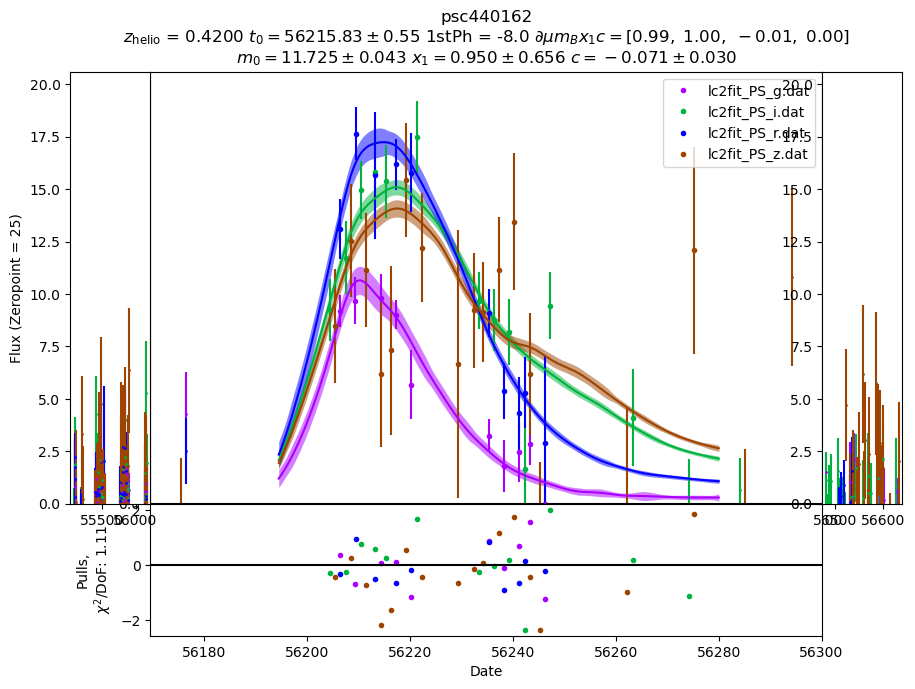 psc440162
z_helio = 0.4200 t_0 = 56215.83 ± 0.55 1stPh = -8.0 ∂μm_Bx_1c = [0.99, 1.00, −0.01, 0.00]
m_0 = 11.725 ± 0.043 x_1 = 0.950 ± 0.656 c = −0.071 ± 0.030
lc2fit_PS_g.dat
lc2fit_PS_i.dat
lc2fit_PS_r.dat
lc2fit_PS_z.dat
Flux (Zeropoint = 25)
20.0
17.5
15.0
12.5
10.0
7.5
5.0
2.5
0.0
20.0
17.5
15.0
12.5
10.0
7.5
5.0
2.5
0.0
55500
56000
56600
Pulls,
χ²/DoF: 1.11
2
0
−2
56180
56200
56220
56240
56260
56280
56300
Date